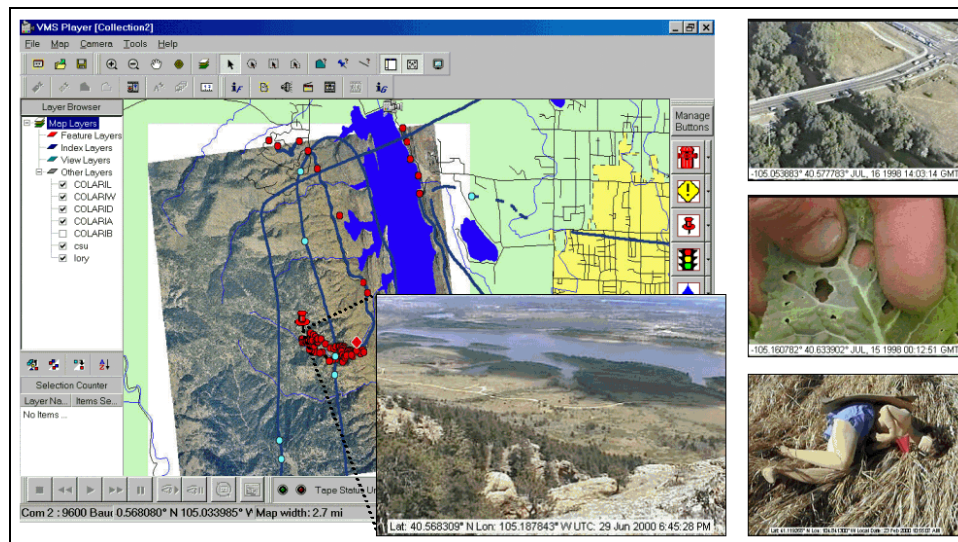 VMS Player [Collection2]
File Map Camera Tools Help
Layer Browser
Map Layers
Feature Layers
Index Layers
View Layers
Other Layers
COLARIL
COLARIW
COLARID
COLARIA
COLARIB
csu
lory
Selection Counter
Layer Na... Items Se...
No Items ...
Manage
Buttons
Tape Status Un
Com 2 : 9600 Baud 0.568080° N 105.033985° W Map width: 2.7 mi
Lat: 40.568309° N Lon: 105.187843° W UTC: 29 Jun 2000 6:45:28 PM
-105.053883° 40.577783° JUL, 16 1998 14:03:14 GMT
-105.160782° 40.633902° JUL, 15 1998 00:12:51 GMT